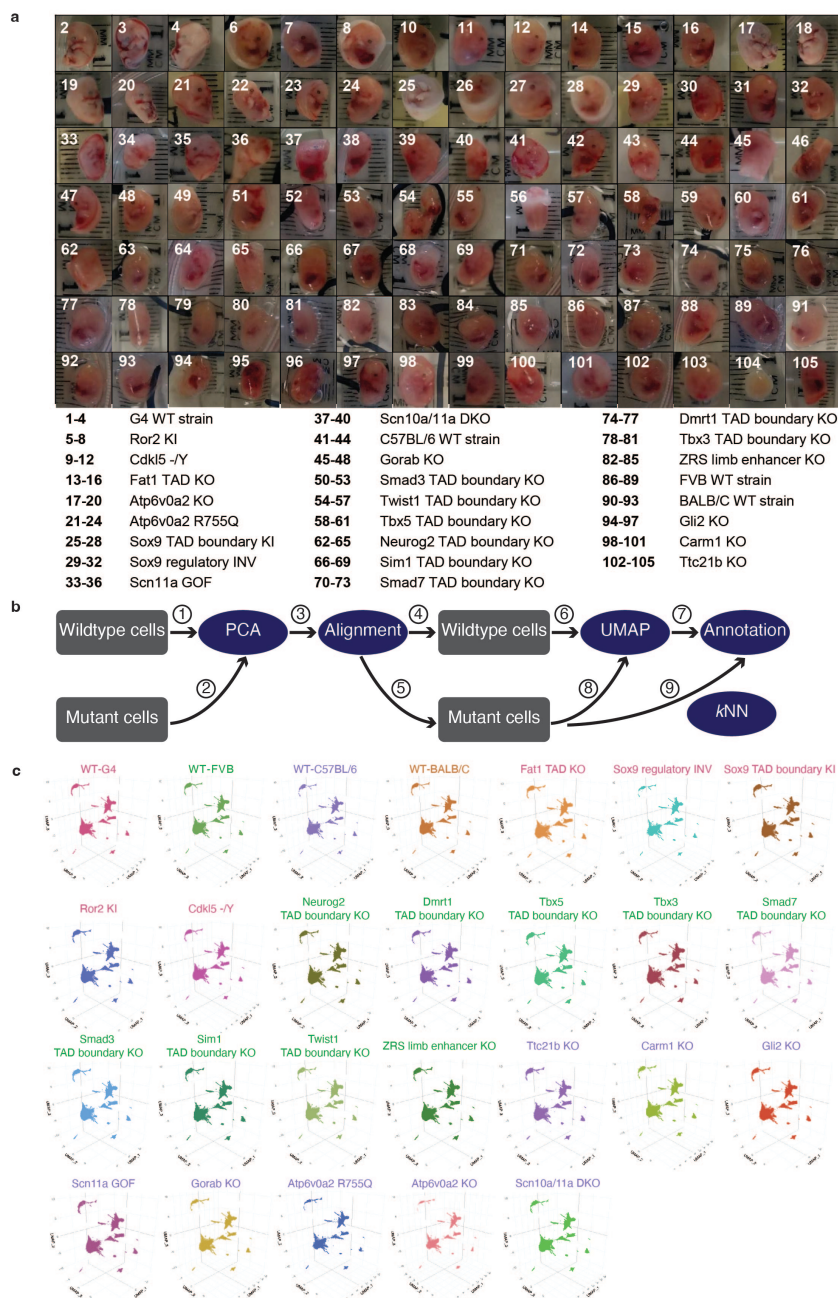 a
2 3 4 6 7 8 10 11 12 14 15 16 17 18
19 20 21 22 23 24 25 26 27 28 29 30 31 32
33 34 35 36 37 38 39 40 41 42 43 44 45 46
47 48 49 51 52 53 54 55 56 57 58 59 60 61
62 63 64 65 66 67 68 69 71 72 73 74 75 76
77 78 79 80 81 82 83 84 85 86 87 88 89 91
92 93 94 95 96 97 98 99 100 101 102 103 104 105
1-4 G4 WT strain
5-8 Ror2 KI
9-12 Cdkl5 -/Y
13-16 Fat1 TAD KO
17-20 Atp6v0a2 KO
21-24 Atp6v0a2 R755Q
25-28 Sox9 TAD boundary KI
29-32 Sox9 regulatory INV
33-36 Scn11a GOF
37-40 Scn10a/11a DKO
41-44 C57BL/6 WT strain
45-48 Gorab KO
50-53 Smad3 TAD boundary KO
54-57 Twist1 TAD boundary KO
58-61 Tbx5 TAD boundary KO
62-65 Neurog2 TAD boundary KO
66-69 Sim1 TAD boundary KO
70-73 Smad7 TAD boundary KO
74-77 Dmrt1 TAD boundary KO
78-81 Tbx3 TAD boundary KO
82-85 ZRS limb enhancer KO
86-89 FVB WT strain
90-93 BALB/C WT strain
94-97 Gli2 KO
98-101 Carm1 KO
102-105 Ttc21b KO
b
Wildtype cells 1 PCA 3 Alignment 4 Wildtype cells 6 UMAP 7 Annotation
2 5 8 9
Mutant cells Mutant cells kNN
c
WT-G4 WT-FVB WT-C57BL/6 WT-BALB/C Fat1 TAD KO Sox9 regulatory INV Sox9 TAD boundary KI
Ror2 KI Cdkl5 -/Y
Neurog2
TAD boundary KO
Dmrt1
TAD boundary KO
Tbx5
TAD boundary KO
Tbx3
TAD boundary KO
Smad7
TAD boundary KO
Smad3
TAD boundary KO
Sim1
TAD boundary KO
Twist1
TAD boundary KO
ZRS limb enhancer KO Ttc21b KO Carm1 KO Gli2 KO
Scn11a GOF Gorab KO Atp6v0a2 R755Q Atp6v0a2 KO Scn10a/11a DKO